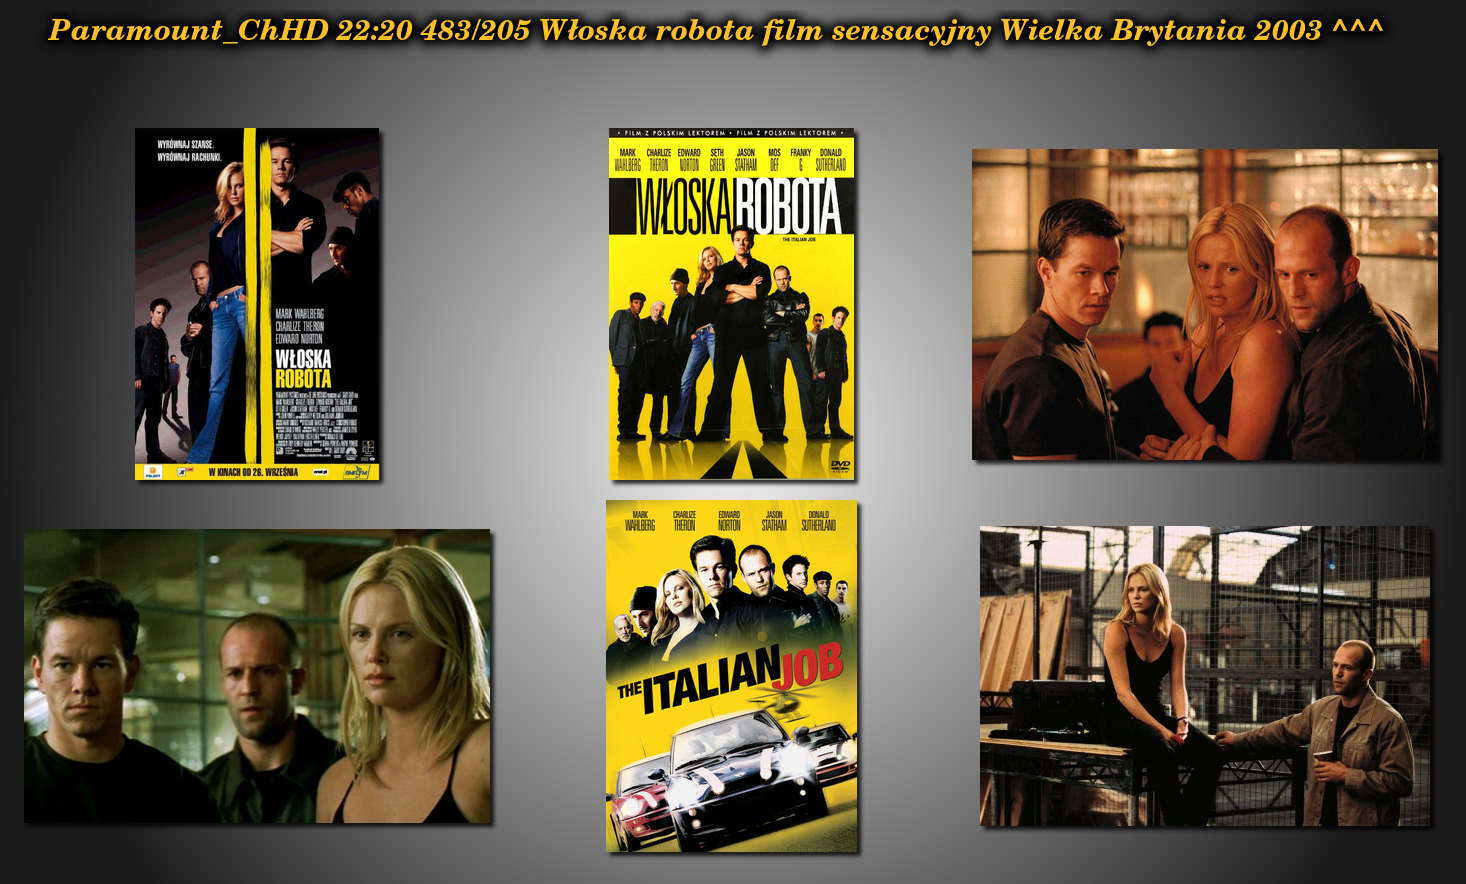 Paramount_ChHD 22:20 483/205 Włoska robota film sensacyjny Wielka Brytania 2003 ^^^
WYRÓWNAJ SZANSE.
WYRÓWNAJ RACHUNKI.
MARK WAHLBERG
CHARLIZE THERON
EDWARD NORTON
WŁOSKA
ROBOTA
W KINACH OD 26. WRZEŚNIA
• FILM Z POLSKIM LEKTOREM • FILM Z POLSKIM LEKTOREM •
MARK CHARLIZE EDWARD SETH JASON MOS FRANKY DONALD
WAHLBERG THERON NORTON GREEN STATHAM DEF G SUTHERLAND
WŁOSKA ROBOTA
THE ITALIAN JOB
DVD
VIDEO
MARK CHARLIZE EDWARD JASON DONALD
WAHLBERG THERON NORTON STATHAM SUTHERLAND
THE ITALIAN JOB